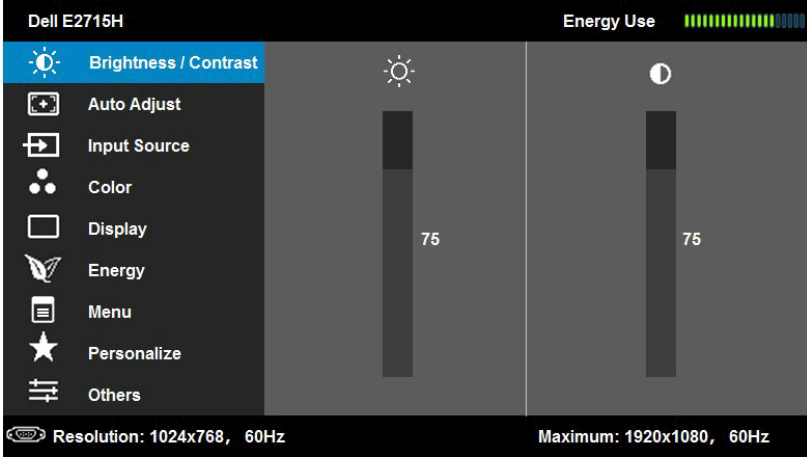 Dell E2715H
Energy Use
Brightness / Contrast
Auto Adjust
Input Source
Color
Display
Energy
Menu
Personalize
Others
75
75
Resolution: 1024x768, 60Hz
Maximum: 1920x1080, 60Hz